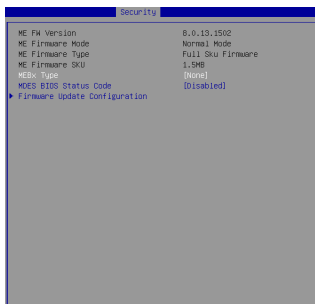 Security
ME FW Version 8.0.13.1502
ME Firmware Mode Normal Mode
ME Firmware Type Full Sku Firmware
ME Firmware SKU 1.5MB
MEBx Type [None]
MDES BIOS Status Code [Disabled]
Firmware Update Configuration